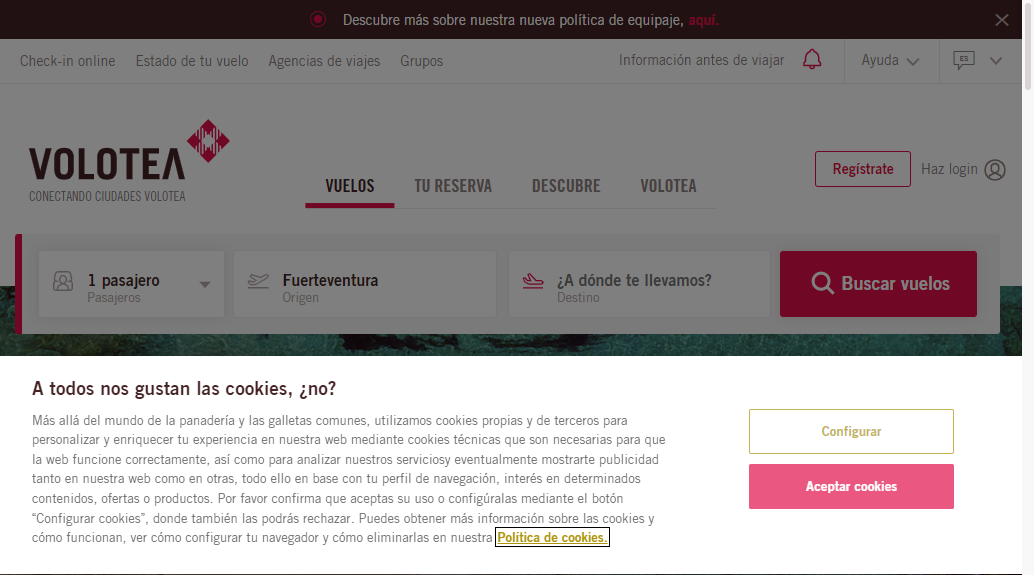 Descubre más sobre nuestra nueva política de equipaje, aquí.
Check-in online Estado de tu vuelo Agencias de viajes Grupos Información antes de viajar Ayuda ES
VOLOTEA
CONECTANDO CIUDADES VOLOTEA
VUELOS TU RESERVA DESCUBRE VOLOTEA
Regístrate Haz login
1 pasajero
Pasajeros
Fuerteventura
Origen
¿A dónde te llevamos?
Destino
Buscar vuelos
A todos nos gustan las cookies, ¿no?
Más allá del mundo de la panadería y las galletas comunes, utilizamos cookies propias y de terceros para
personalizar y enriquecer tu experiencia en nuestra web mediante cookies técnicas que son necesarias para que
la web funcione correctamente, así como para analizar nuestros serviciosy eventualmente mostrarte publicidad
tanto en nuestra web como en otras, todo ello en base con tu perfil de navegación, interés en determinados
contenidos, ofertas o productos. Por favor confirma que aceptas su uso o configúralas mediante el botón
“Configurar cookies”, donde también las podrás rechazar. Puedes obtener más información sobre las cookies y
cómo funcionan, ver cómo configurar tu navegador y cómo eliminarlas en nuestra Política de cookies.
Configurar
Aceptar cookies